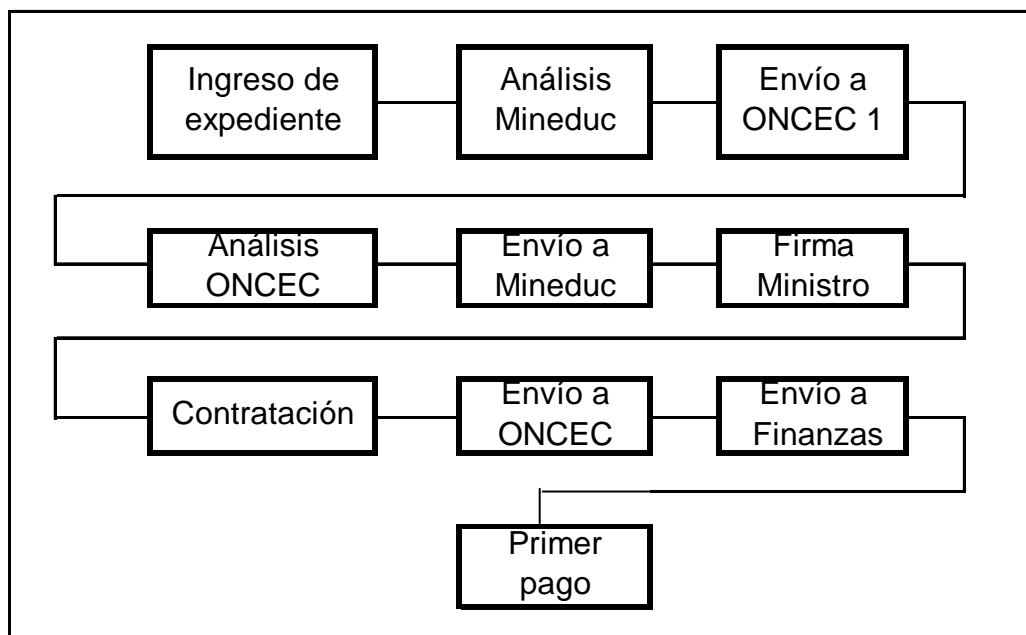 Ingreso de
expediente
Análisis
Mineduc
Envío a
ONCEC 1
Análisis
ONCEC
Envío a
Mineduc
Firma
Ministro
Contratación
Envío a
ONCEC
Envío a
Finanzas
Primer
pago